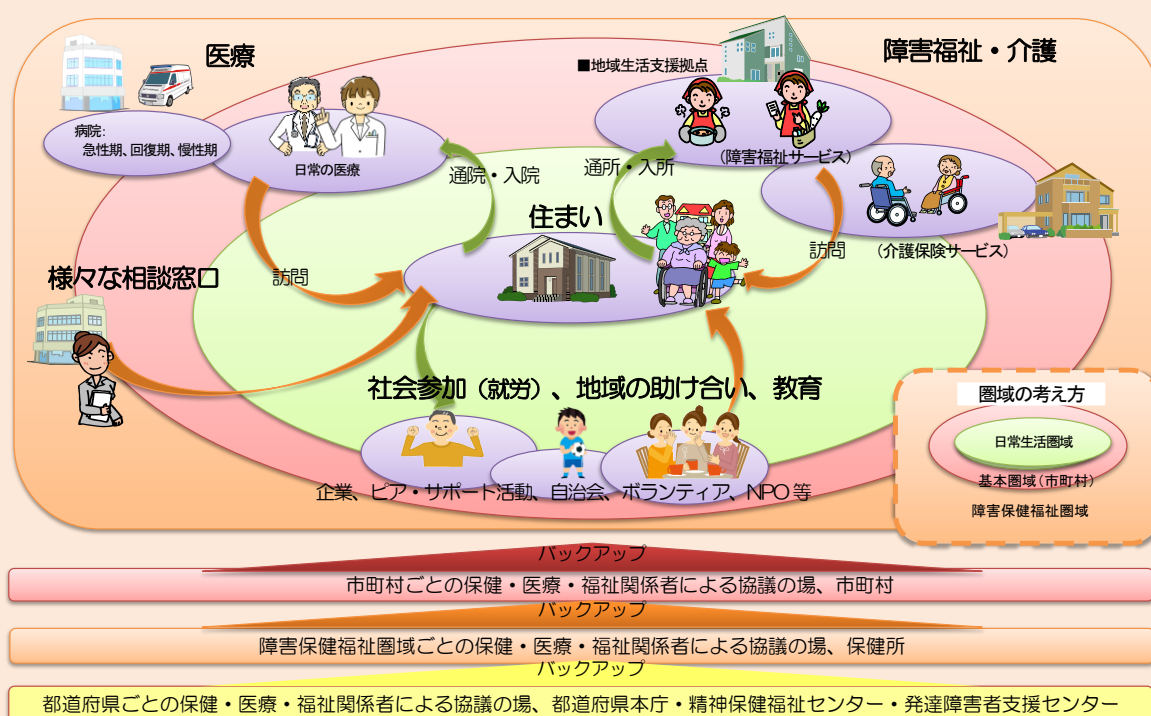 医療
障害福祉・介護
■地域生活支援拠点
病院:
急性期、回復期、慢性期
日常の医療
(障害福祉サービス)
通院・入院
通所・入所
住まい
訪問
(介護保険サービス)
様々な相談窓口
訪問
社会参加(就労)、地域の助け合い、教育
企業、ピア・サポート活動、自治会、ボランティア、NPO等
圏域の考え方
日常生活圏域
基本圏域(市町村)
障害保健福祉圏域
バックアップ
市町村ごとの保健・医療・福祉関係者による協議の場、市町村
バックアップ
障害保健福祉圏域ごとの保健・医療・福祉関係者による協議の場、保健所
バックアップ
都道府県ごとの保健・医療・福祉関係者による協議の場、都道府県本庁・精神保健福祉センター・発達障害者支援センター